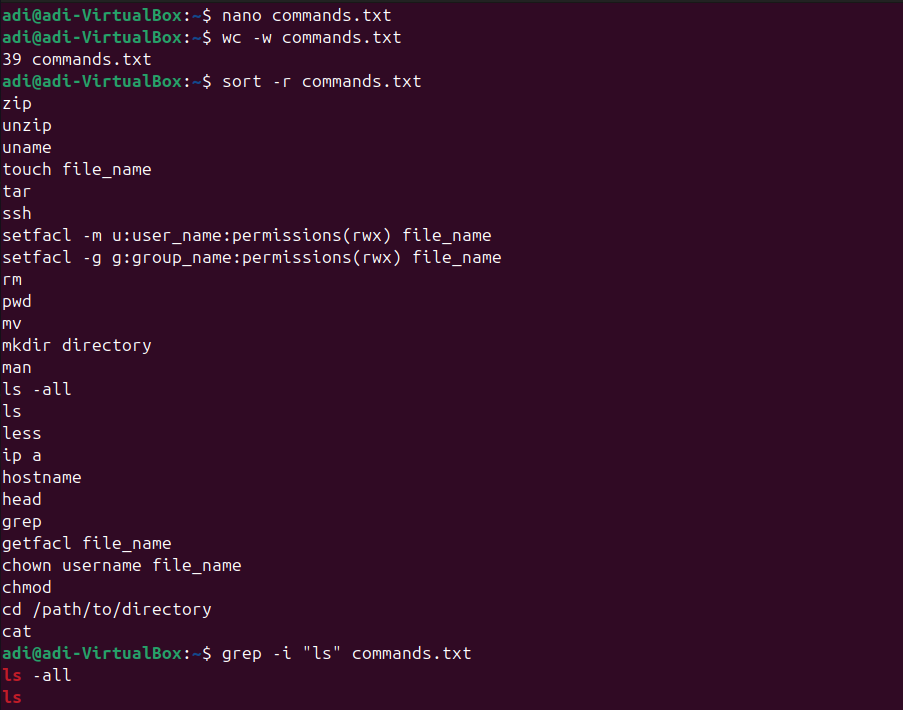 adi@adi-VirtualBox:~$ nano commands.txt
adi@adi-VirtualBox:~$ wc -w commands.txt
39 commands.txt
adi@adi-VirtualBox:~$ sort -r commands.txt
zip
unzip
uname
touch file_name
tar
ssh
setfacl -m u:user_name:permissions(rwx) file_name
setfacl -g g:group_name:permissions(rwx) file_name
rm
pwd
mv
mkdir directory
man
ls -all
ls
less
ip a
hostname
head
grep
getfacl file_name
chown username file_name
chmod
cd /path/to/directory
cat
adi@adi-VirtualBox:~$ grep -i "ls" commands.txt
ls -all
ls